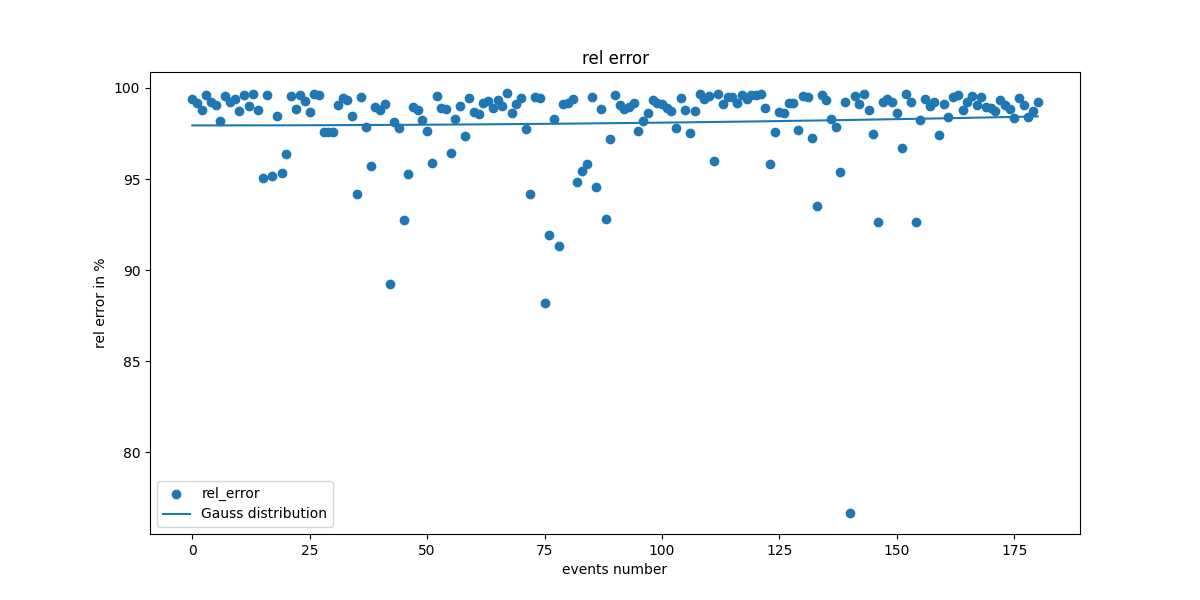 rel error
100
95
90
85
80
rel error in %
rel_error
Gauss distribution
0
25
50
75
100
125
150
175
events number